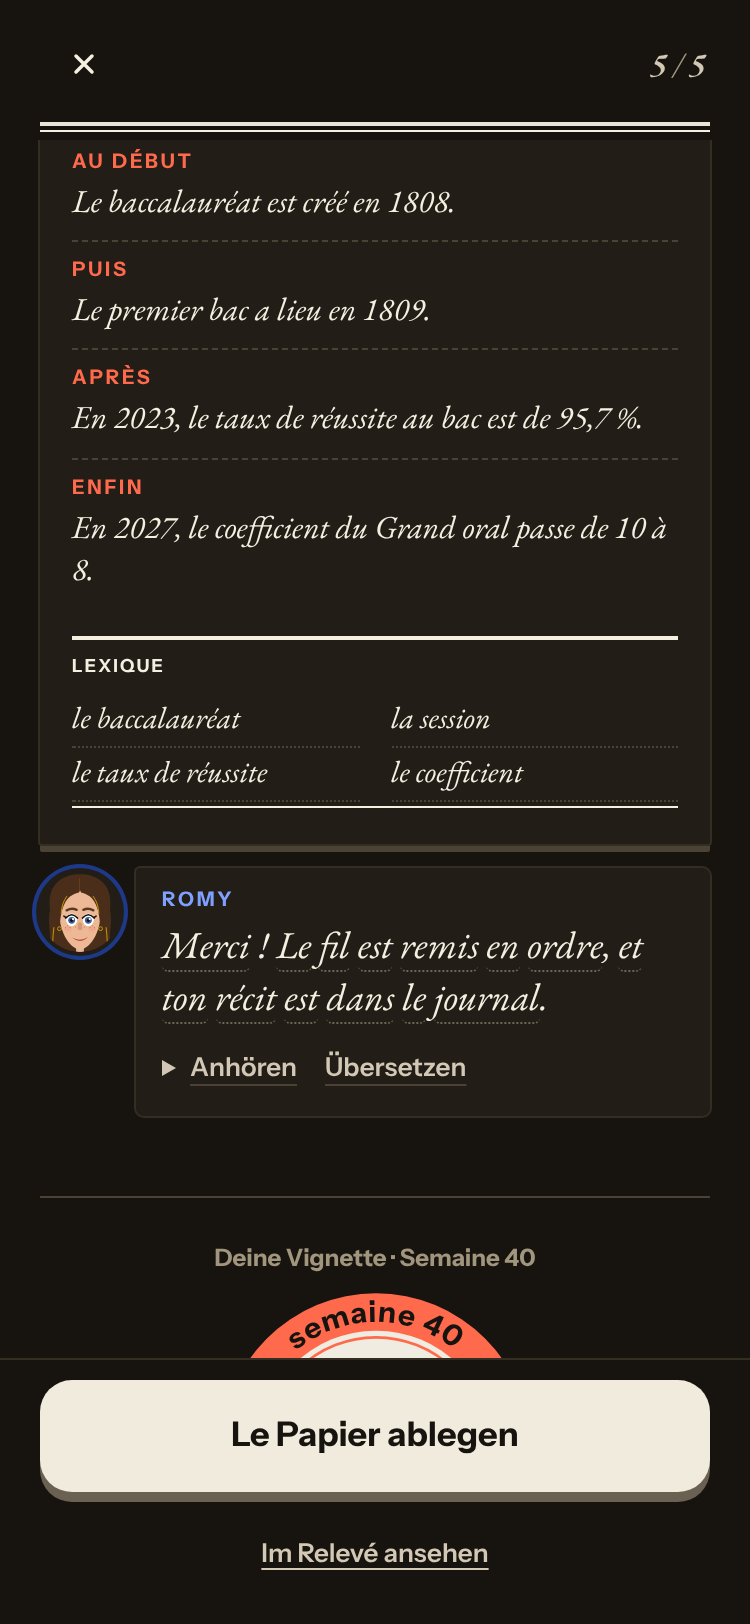 ✕
5 / 5
AU DÉBUT
Le baccalauréat est créé en 1808.
PUIS
Le premier bac a lieu en 1809.
APRÈS
En 2023, le taux de réussite au bac est de 95,7 %.
ENFIN
En 2027, le coefficient du Grand oral passe de 10 à
8.
LEXIQUE
le baccalauréat
la session
le taux de réussite
le coefficient
ROMY
Merci ! Le fil est remis en ordre, et
ton récit est dans le journal.
Anhören Übersetzen
Deine Vignette · Semaine 40
semaine 40
Le Papier ablegen
Im Relevé ansehen